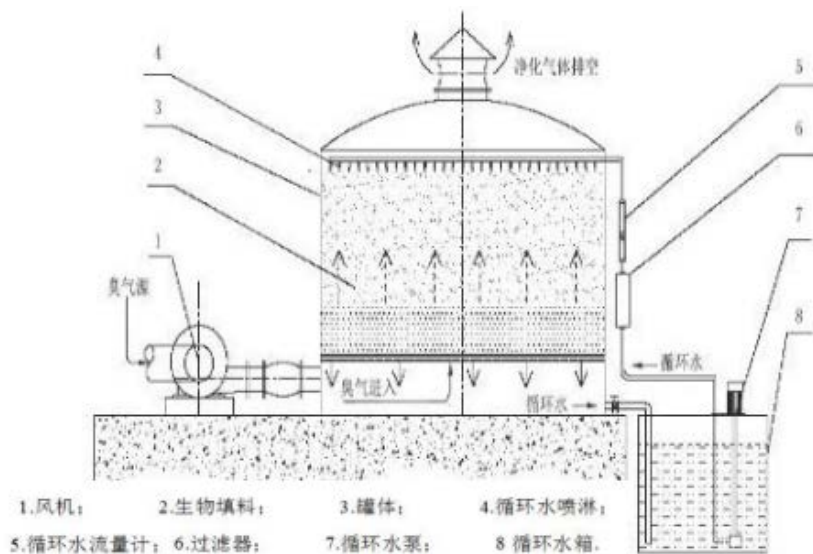 4
净化气体排空
5
3
6
2
7
1
臭气源
8
循环水
臭气进入
循环水
1.风机； 2.生物填料； 3.罐体； 4.循环水喷淋；
5.循环水流量计；6.过滤器； 7.循环水泵； 8 循环水箱.